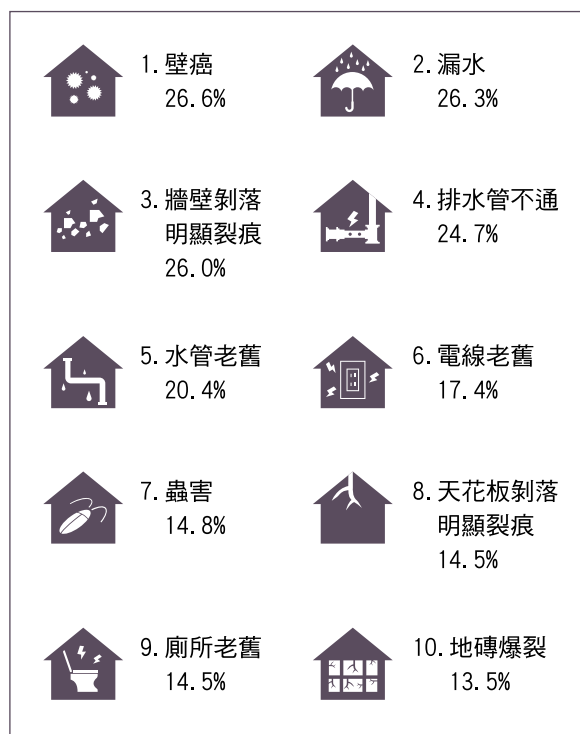 1. 壁癌
26.6%
2. 漏水
26.3%
3. 牆壁剝落
明顯裂痕
26.0%
4. 排水管不通
24.7%
5. 水管老舊
20.4%
6. 電線老舊
17.4%
7. 蟲害
14.8%
8. 天花板剝落
明顯裂痕
14.5%
9. 廁所老舊
14.5%
10. 地磚爆裂
13.5%